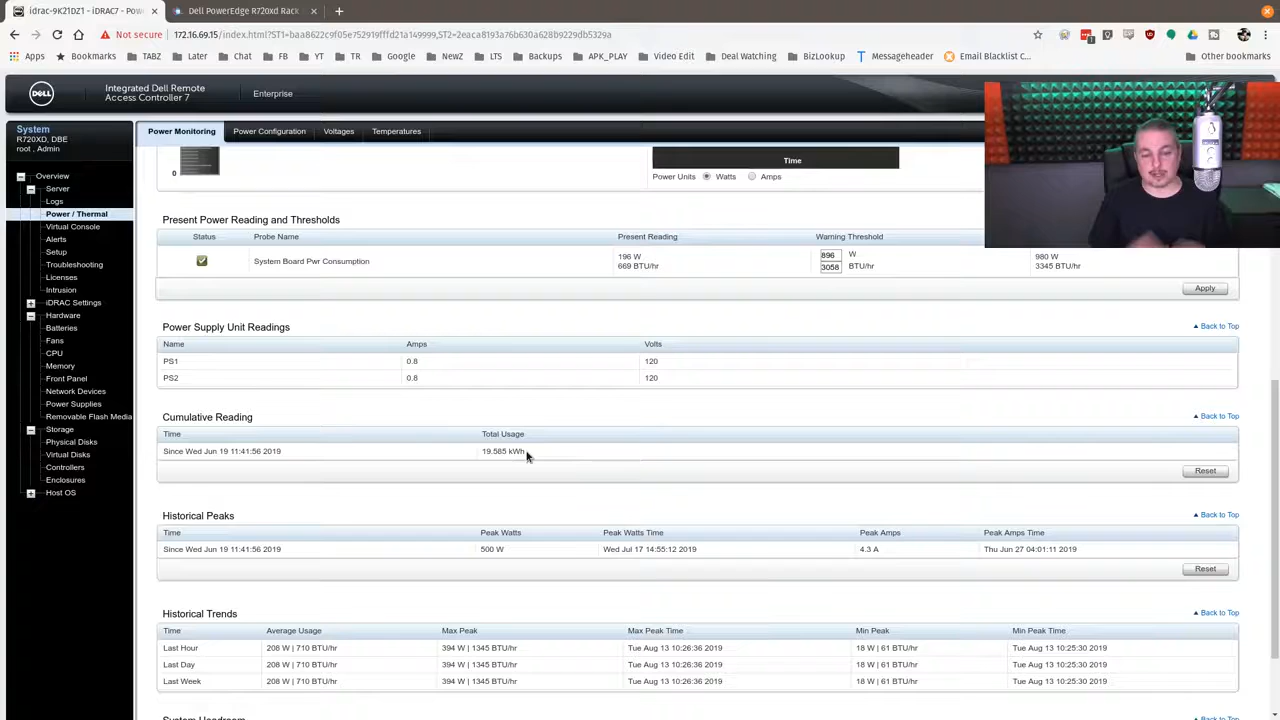 idrac-9K21DZ1 - iDRAC7 - Pow
Dell PowerEdge R720xd Rack
Not secure
172.16.69.15/index.html?ST1=baa8622c9f05e752919fffd21a149999,ST2=2eaca8193a76b630a628b9229db5329a
Apps Bookmarks TABZ Later Chat FB YT TR Google NewZ LTS Backups APK_PLAY Video Edit Deal Watching BizLookup Messageheader Email Blacklist C... Other bookmarks
DELL
Integrated Dell Remote
Access Controller 7
Enterprise
System
R720XD, DBE
root , Admin
Overview
Server
Logs
Power / Thermal
Virtual Console
Alerts
Setup
Troubleshooting
Licenses
Intrusion
iDRAC Settings
Hardware
Batteries
Fans
CPU
Memory
Front Panel
Network Devices
Power Supplies
Removable Flash Media
Storage
Physical Disks
Virtual Disks
Controllers
Enclosures
Host OS
Power Monitoring Power Configuration Voltages Temperatures
0
Time
Power Units Watts Amps
Present Power Reading and Thresholds
Status Probe Name Present Reading Warning Threshold
System Board Pwr Consumption
196 W 896 W 980 W
669 BTU/hr 3058 BTU/hr 3345 BTU/hr
Apply
Power Supply Unit Readings Back to Top
Name Amps Volts
PS1 0.8 120
PS2 0.8 120
Cumulative Reading Back to Top
Time Total Usage
Since Wed Jun 19 11:41:56 2019 19.585 kWh
Reset
Historical Peaks Back to Top
Time Peak Watts Peak Watts Time Peak Amps Peak Amps Time
Since Wed Jun 19 11:41:56 2019 500 W Wed Jul 17 14:55:12 2019 4.3 A Thu Jun 27 04:01:11 2019
Reset
Historical Trends Back to Top
Time Average Usage Max Peak Max Peak Time Min Peak Min Peak Time
Last Hour 208 W | 710 BTU/hr 394 W | 1345 BTU/hr Tue Aug 13 10:26:36 2019 18 W | 61 BTU/hr Tue Aug 13 10:25:30 2019
Last Day 208 W | 710 BTU/hr 394 W | 1345 BTU/hr Tue Aug 13 10:26:36 2019 18 W | 61 BTU/hr Tue Aug 13 10:25:30 2019
Last Week 208 W | 710 BTU/hr 394 W | 1345 BTU/hr Tue Aug 13 10:26:36 2019 18 W | 61 BTU/hr Tue Aug 13 10:25:30 2019
System Headroom Back to Top